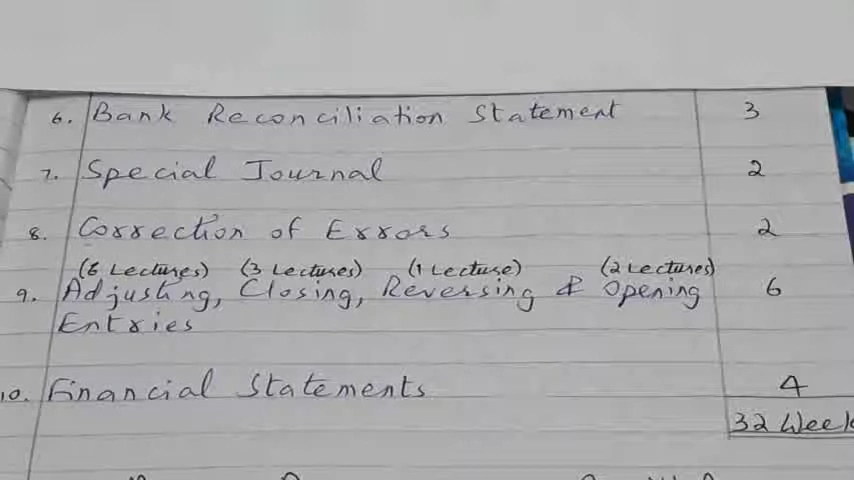 6. Bank Reconciliation Statement 3
7. Special Journal 2
8. Correction of Errors 2
(6 Lectures) (3 Lectures) (1 Lecture) (2 Lectures)
9. Adjusting, Closing, Reversing & Opening 6
Entries
10. Financial Statements 4
32 Week